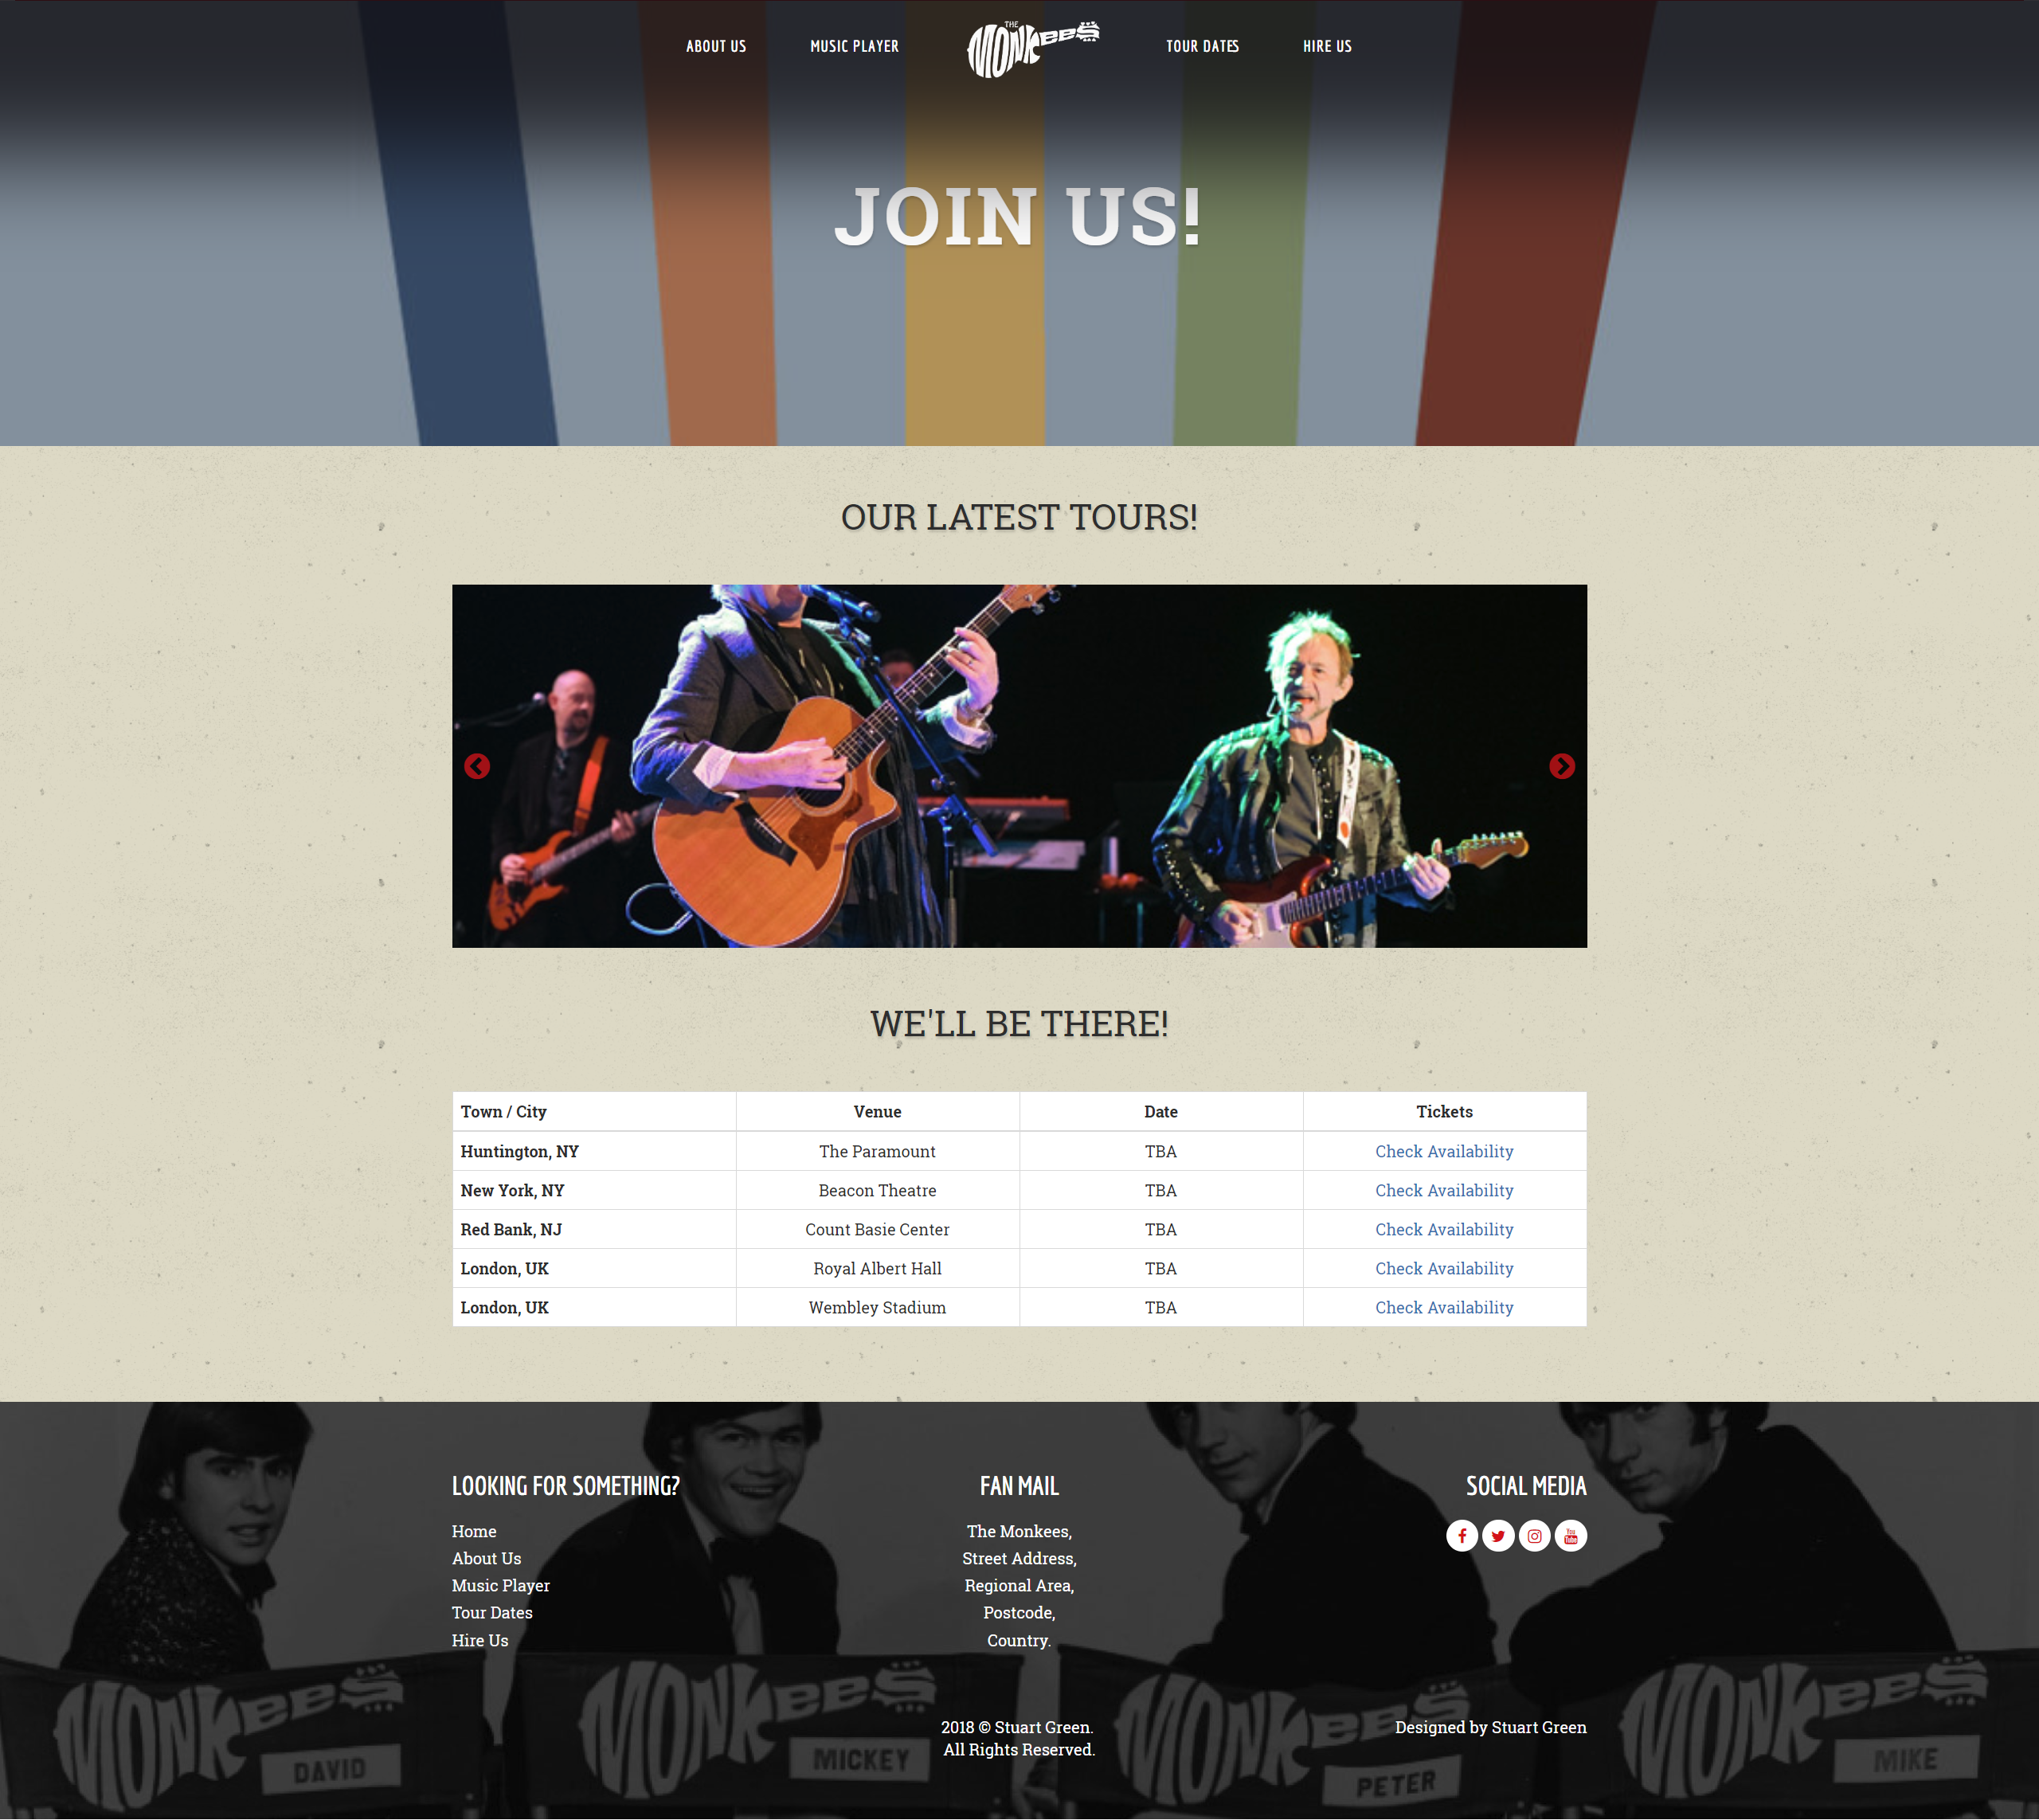 ABOUT US
MUSIC PLAYER
THE
MONKEES
TOUR DATES
HIRE US
JOIN US!
OUR LATEST TOURS!
WE'LL BE THERE!
Town / City Venue Date Tickets
Huntington, NY The Paramount TBA Check Availability
New York, NY Beacon Theatre TBA Check Availability
Red Bank, NJ Count Basie Center TBA Check Availability
London, UK Royal Albert Hall TBA Check Availability
London, UK Wembley Stadium TBA Check Availability
LOOKING FOR SOMETHING?
Home
About Us
Music Player
Tour Dates
Hire Us
FAN MAIL
The Monkees,
Street Address,
Regional Area,
Postcode,
Country.
SOCIAL MEDIA
You
Tube
2018 © Stuart Green.
All Rights Reserved.
Designed by Stuart Green
MONKEES
DAVID
MONKEES
MICKEY
MONKEES
PETER
MONKEES
MIKE